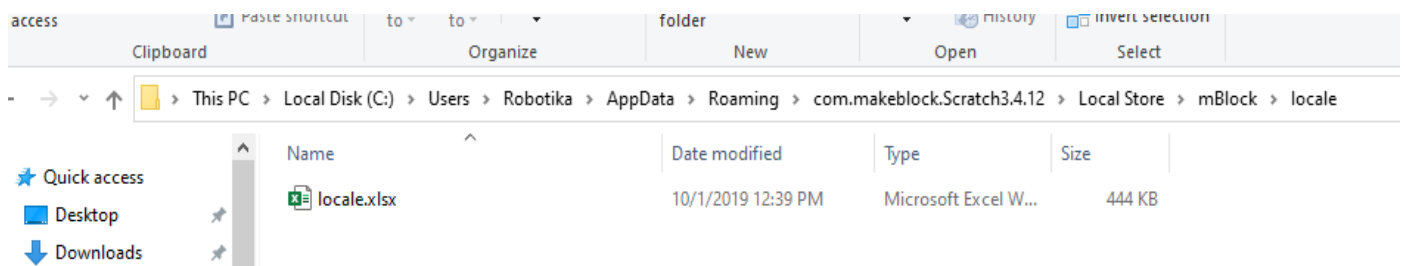 access Paste shortcut to to folder History Invert selection
Clipboard Organize New Open Select
This PC > Local Disk (C:) > Users > Robotika > AppData > Roaming > com.makeblock.Scratch3.4.12 > Local Store > mBlock > locale
Name Date modified Type Size
Quick access
locale.xlsx 10/1/2019 12:39 PM Microsoft Excel W... 444 KB
Desktop
Downloads